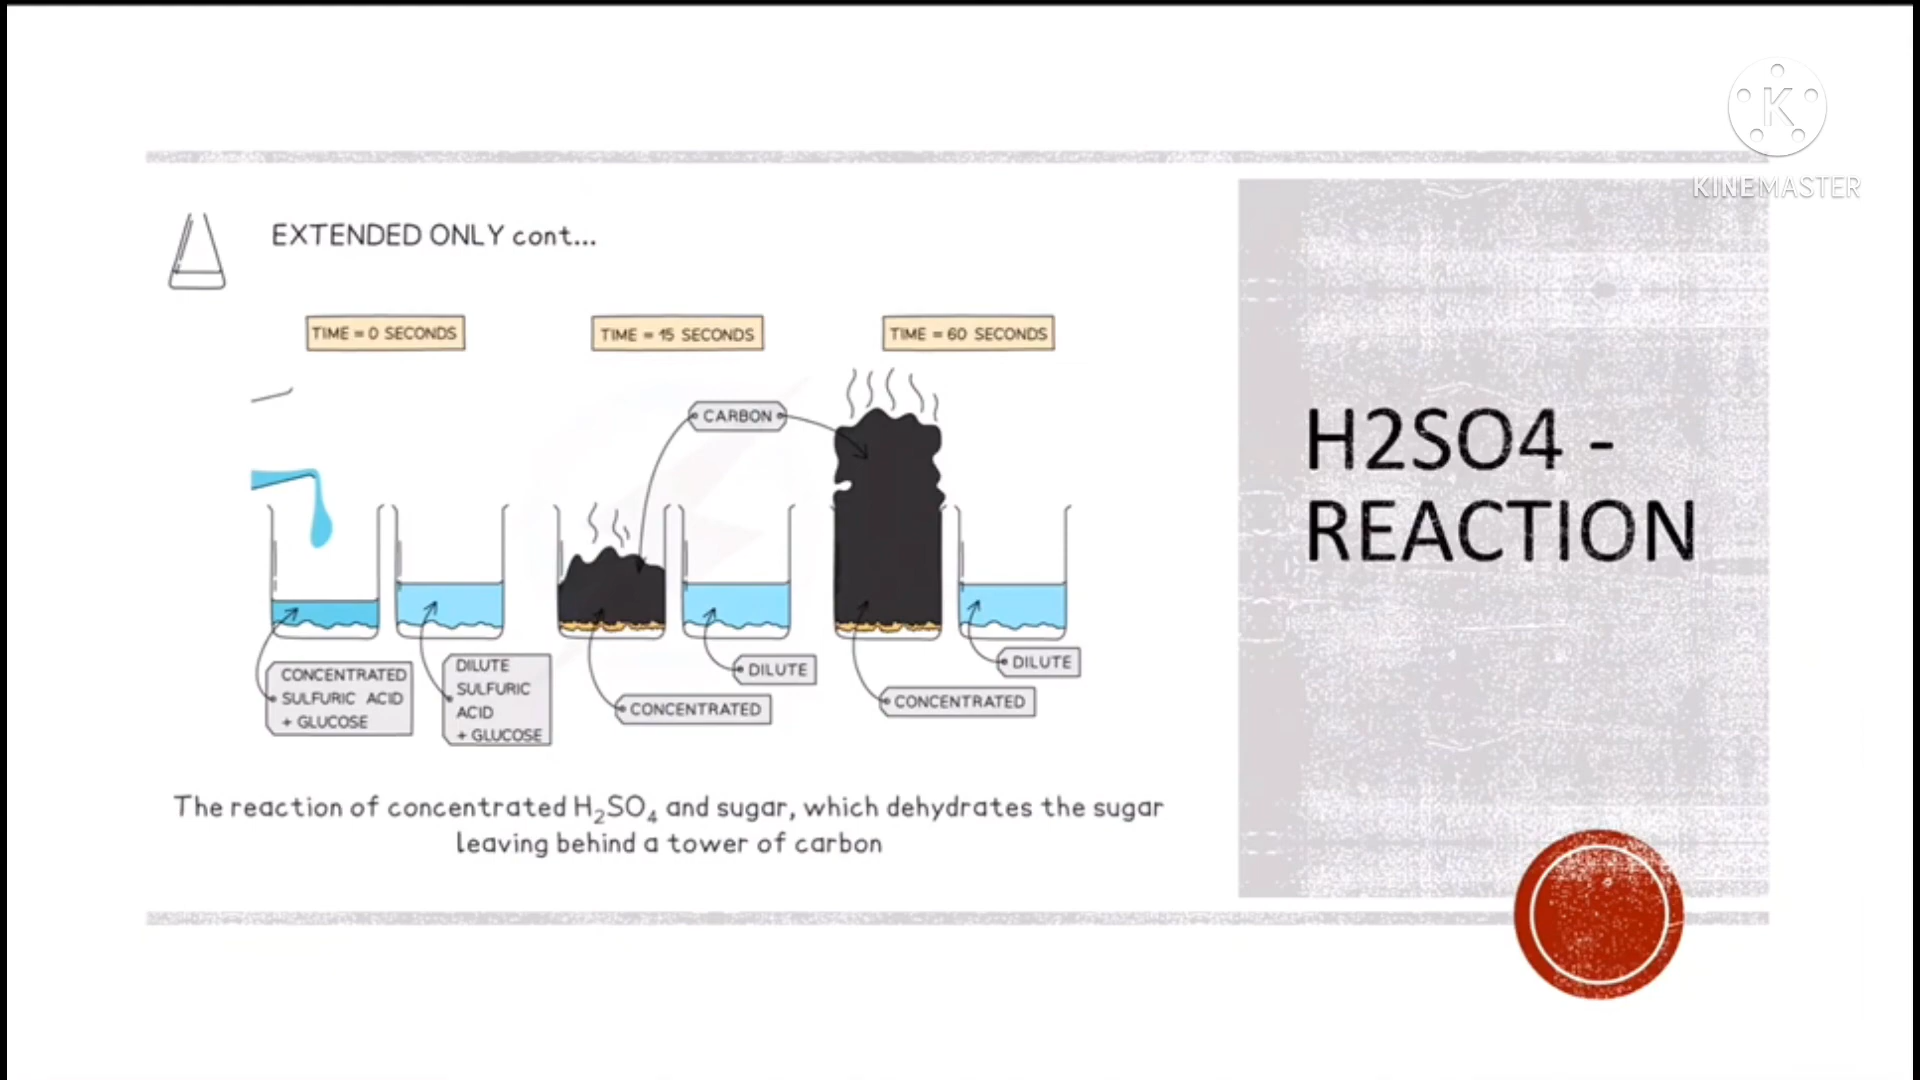 K
KINEMASTER
EXTENDED ONLY cont...
TIME = 0 SECONDS
TIME = 15 SECONDS
TIME = 60 SECONDS
CARBON
CONCENTRATED
SULFURIC ACID
+ GLUCOSE
DILUTE
SULFURIC
ACID
+ GLUCOSE
DILUTE
CONCENTRATED
DILUTE
CONCENTRATED
The reaction of concentrated H₂SO₄ and sugar, which dehydrates the sugar
leaving behind a tower of carbon
H2SO4 -
REACTION